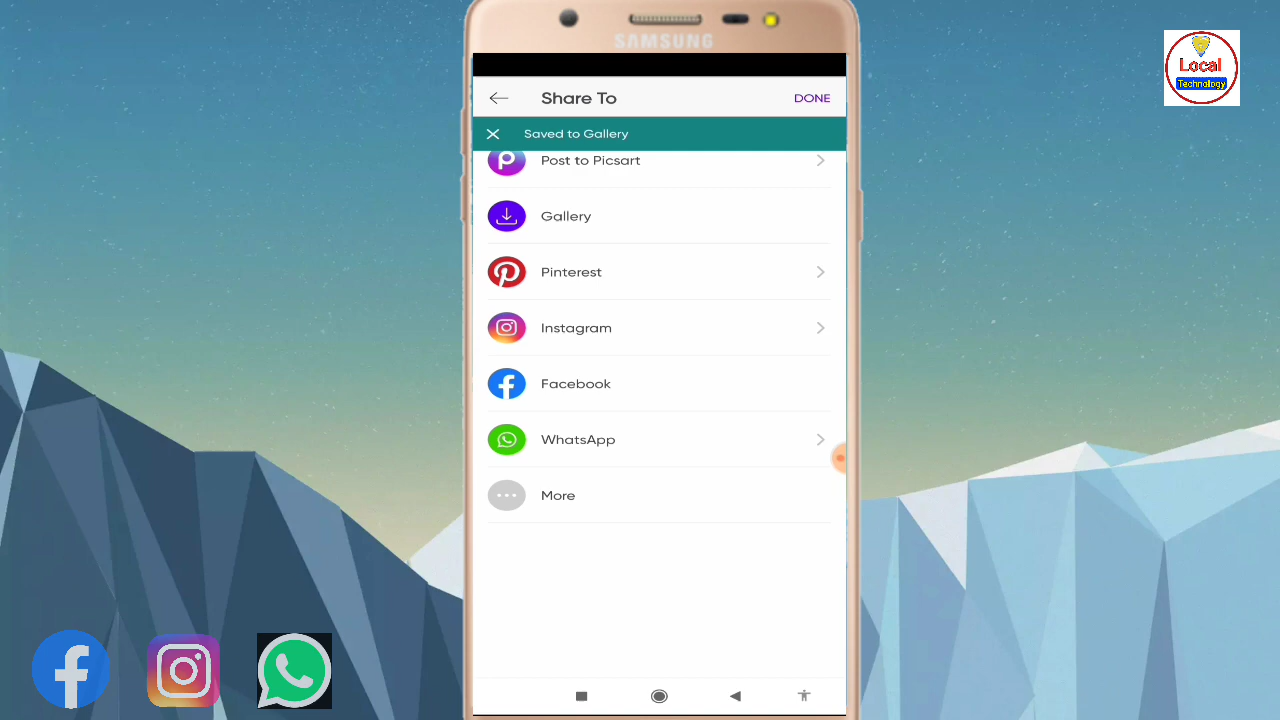 SAMSUNG
Local
Technology
Share To
DONE
Saved to Gallery
Post to Picsart
Gallery
Pinterest
Instagram
Facebook
WhatsApp
More